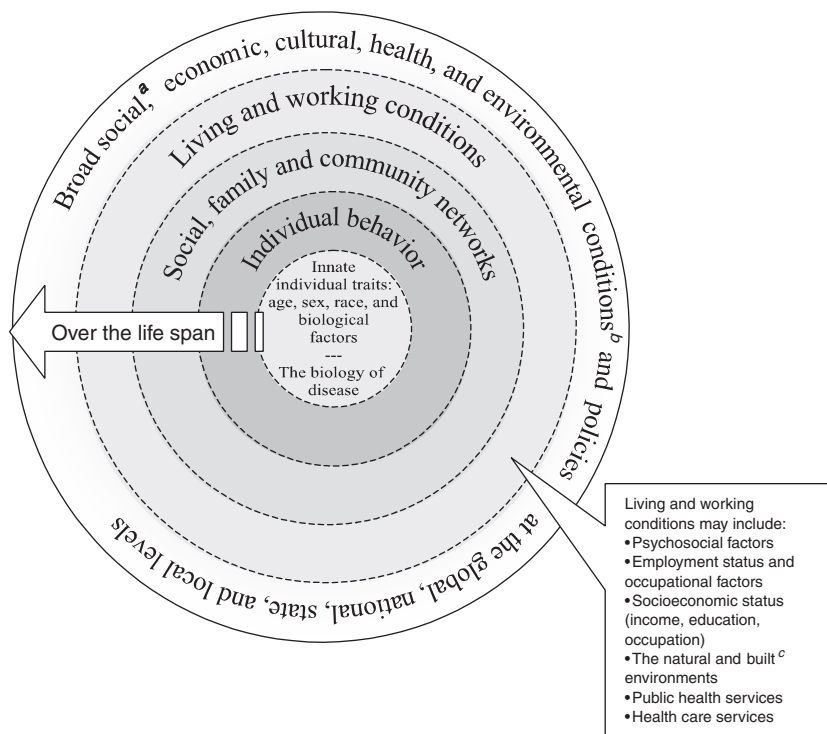 Broad social,a economic, cultural, health, and environmental conditionsb and policies
at the global, national, state, and local levels
Living and working conditions
Social, family and community networks
Individual behavior
Innate
individual traits:
age, sex, race, and
biological
factors
---
The biology of
disease
Over the life span
Living and working
conditions may include:
•Psychosocial factors
•Employment status and
occupational factors
•Socioeconomic status
(income, education,
occupation)
•The natural and built c
environments
•Public health services
•Health care services